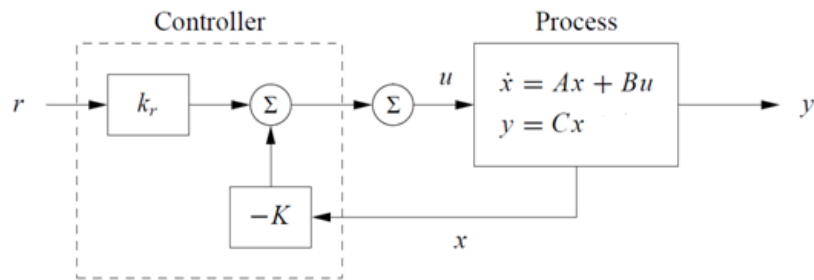 Controller
Process
r
k_r
Σ
Σ
u
ẋ = Ax + Bu
y = Cx
y
−K
x